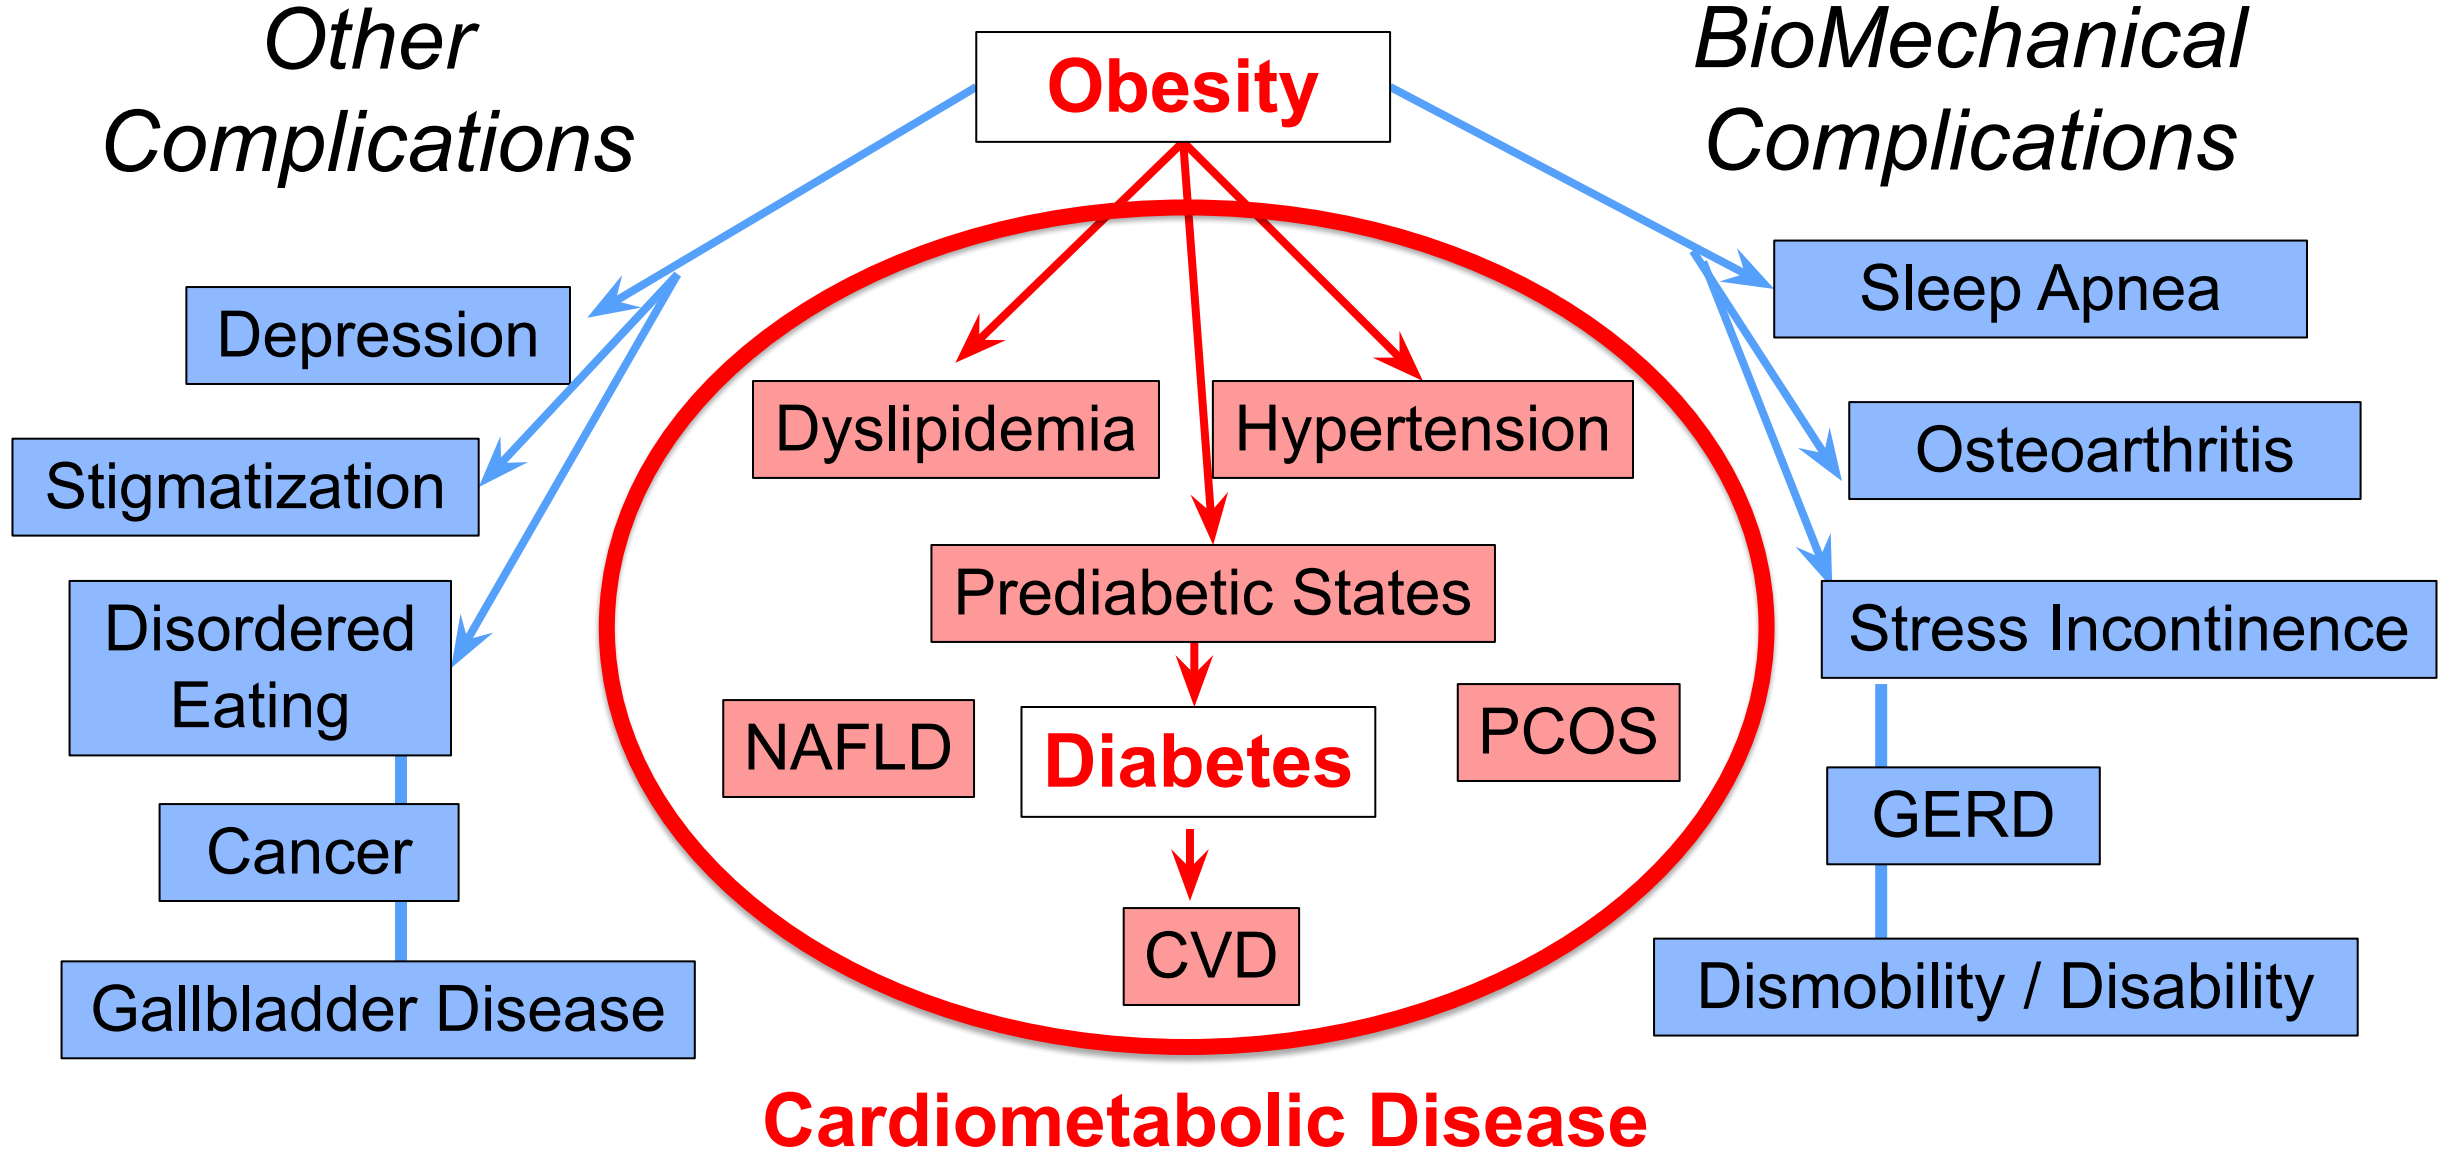 Other
Complications
Obesity
BioMechanical
Complications
Depression
Stigmatization
Disordered
Eating
Cancer
Gallbladder Disease
Dyslipidemia
Hypertension
Prediabetic States
NAFLD
Diabetes
PCOS
CVD
Sleep Apnea
Osteoarthritis
Stress Incontinence
GERD
Dismobility / Disability
Cardiometabolic Disease